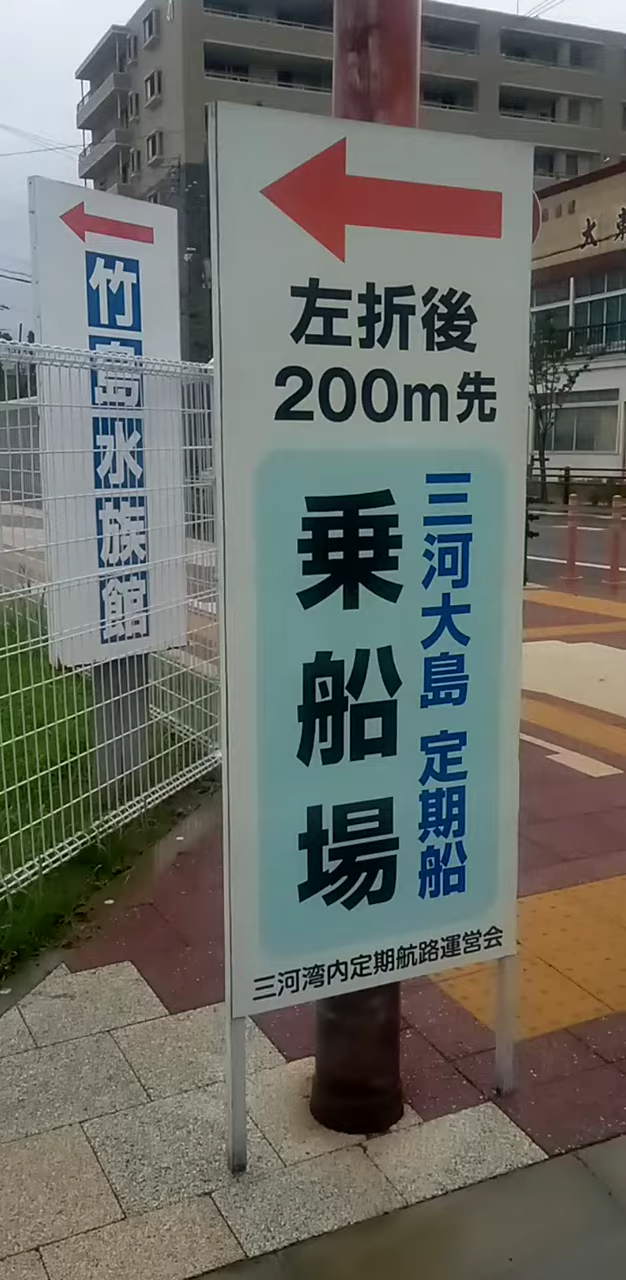 左折後
200m先
三河大島 定期船
乗船場
三河湾内定期航路運営会
竹島水族館